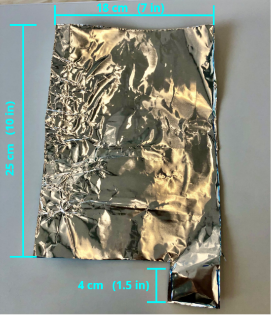 18 cm (7 in)
25 cm (10 in)
4 cm (1.5 in)